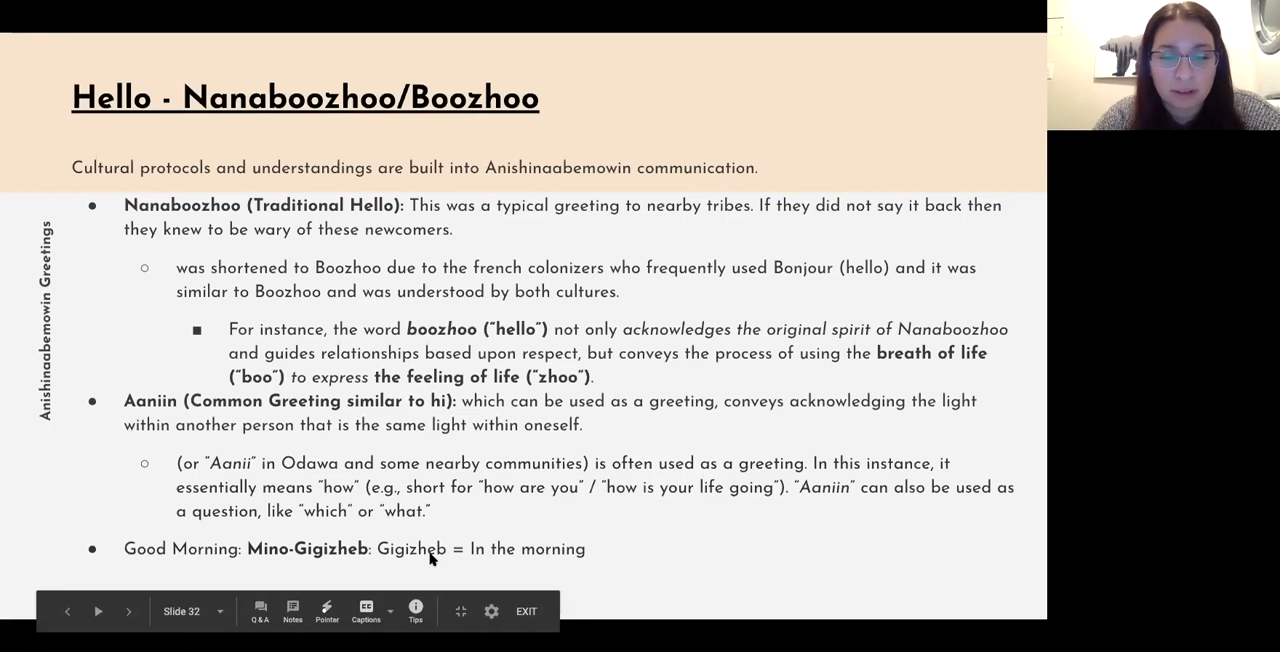 Hello - Nanaboozhoo/Boozhoo
Cultural protocols and understandings are built into Anishinaabemowin communication.
Anishinaabemowin Greetings
● Nanaboozhoo (Traditional Hello): This was a typical greeting to nearby tribes. If they did not say it back then
they knew to be wary of these newcomers.
○ was shortened to Boozhoo due to the french colonizers who frequently used Bonjour (hello) and it was
similar to Boozhoo and was understood by both cultures.
■ For instance, the word boozhoo ("hello") not only acknowledges the original spirit of Nanaboozhoo
and guides relationships based upon respect, but conveys the process of using the breath of life
("boo") to express the feeling of life ("zhoo").
● Aaniin (Common Greeting similar to hi): which can be used as a greeting, conveys acknowledging the light
within another person that is the same light within oneself.
○ (or "Aanii" in Odawa and some nearby communities) is often used as a greeting. In this instance, it
essentially means "how" (e.g., short for "how are you" / "how is your life going"). "Aaniin" can also be used as
a question, like "which" or "what."
● Good Morning: Mino-Gigizheb: Gigizheb = In the morning
Slide 32
Q & A
Notes
Pointer
CC
Captions
Tips
EXIT